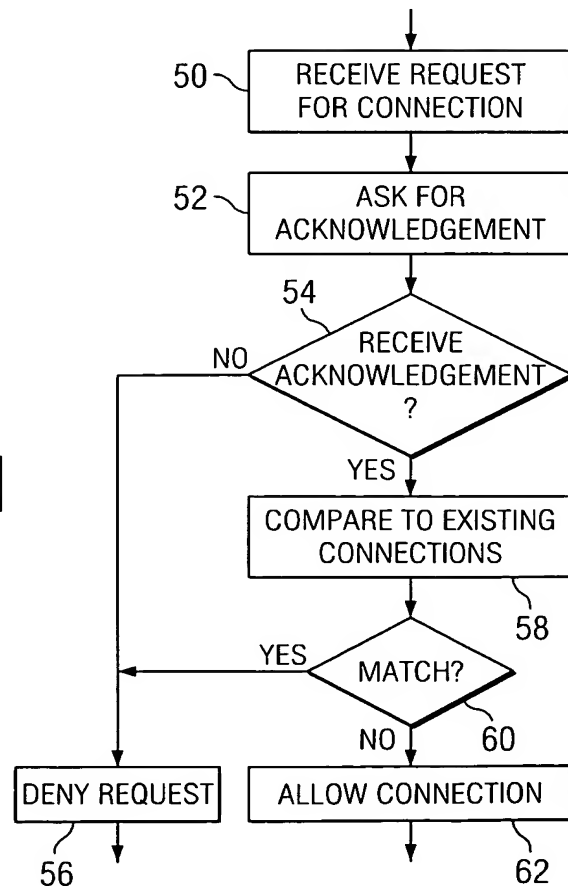 50
RECEIVE REQUEST
FOR CONNECTION
52
ASK FOR
ACKNOWLEDGEMENT
54
RECEIVE
ACKNOWLEDGEMENT
?
NO
YES
COMPARE TO EXISTING
CONNECTIONS
58
YES
MATCH?
60
NO
DENY REQUEST
ALLOW CONNECTION
56
62